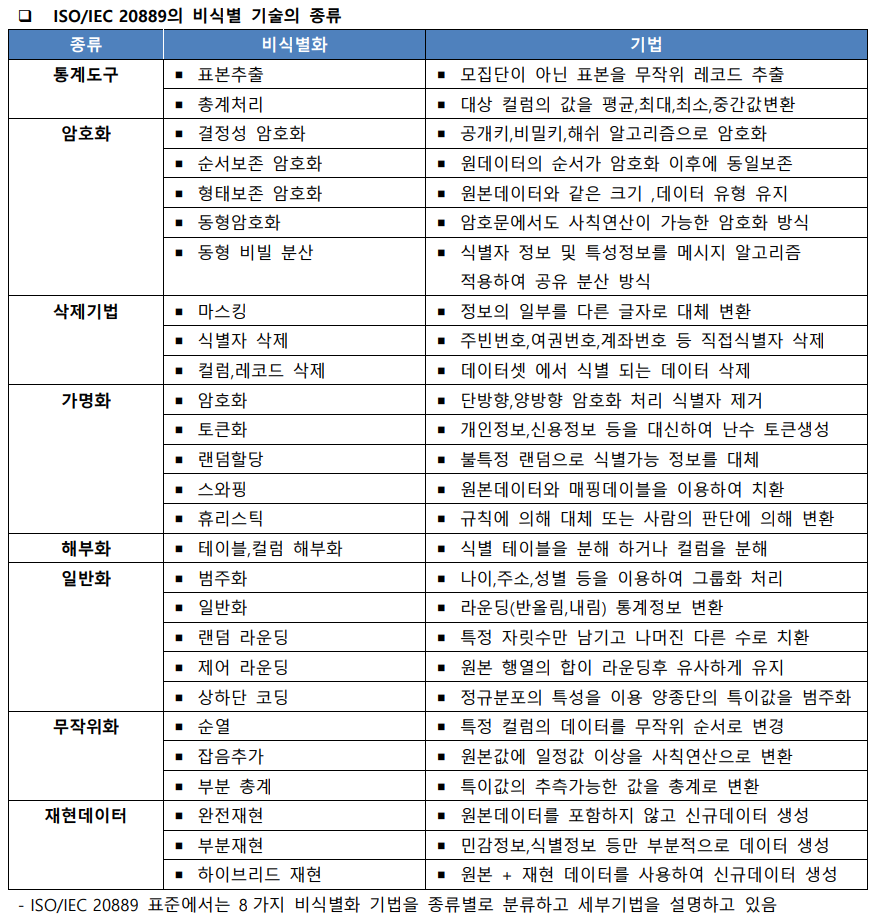 ❑ ISO/IEC 20889의 비식별 기술의 종류
종류 비식별화 기법
통계도구 ▪ 표본추출 ▪ 모집단이 아닌 표본을 무작위 레코드 추출
▪ 총계처리 ▪ 대상 컬럼의 값을 평균,최대,최소,중간값변환
암호화 ▪ 결정성 암호화 ▪ 공개키,비밀키,해쉬 알고리즘으로 암호화
▪ 순서보존 암호화 ▪ 원데이터의 순서가 암호화 이후에 동일보존
▪ 형태보존 암호화 ▪ 원본데이터와 같은 크기 ,데이터 유형 유지
▪ 동형암호화 ▪ 암호문에서도 사칙연산이 가능한 암호화 방식
▪ 동형 비빌 분산 ▪ 식별자 정보 및 특성정보를 메시지 알고리즘
적용하여 공유 분산 방식
삭제기법 ▪ 마스킹 ▪ 정보의 일부를 다른 글자로 대체 변환
▪ 식별자 삭제 ▪ 주빈번호,여권번호,계좌번호 등 직접식별자 삭제
▪ 컬럼,레코드 삭제 ▪ 데이터셋 에서 식별 되는 데이터 삭제
가명화 ▪ 암호화 ▪ 단방향,양방향 암호화 처리 식별자 제거
▪ 토큰화 ▪ 개인정보,신용정보 등을 대신하여 난수 토큰생성
▪ 랜덤할당 ▪ 불특정 랜덤으로 식별가능 정보를 대체
▪ 스와핑 ▪ 원본데이터와 매핑데이블을 이용하여 치환
▪ 휴리스틱 ▪ 규칙에 의해 대체 또는 사람의 판단에 의해 변환
해부화 ▪ 테이블,컬럼 해부화 ▪ 식별 테이블을 분해 하거나 컬럼을 분해
일반화 ▪ 범주화 ▪ 나이,주소,성별 등을 이용하여 그룹화 처리
▪ 일반화 ▪ 라운딩(반올림,내림) 통계정보 변환
▪ 랜덤 라운딩 ▪ 특정 자릿수만 남기고 나머진 다른 수로 치환
▪ 제어 라운딩 ▪ 원본 행열의 합이 라운딩후 유사하게 유지
▪ 상하단 코딩 ▪ 정규분포의 특성을 이용 양종단의 특이값을 범주화
무작위화 ▪ 순열 ▪ 특정 컬럼의 데이터를 무작위 순서로 변경
▪ 잡음추가 ▪ 원본값에 일정값 이상을 사칙연산으로 변환
▪ 부분 총계 ▪ 특이값의 추측가능한 값을 총계로 변환
재현데이터 ▪ 완전재현 ▪ 원본데이터를 포함하지 않고 신규데이터 생성
▪ 부분재현 ▪ 민감정보,식별정보 등만 부분적으로 데이터 생성
▪ 하이브리드 재현 ▪ 원본 + 재현 데이터를 사용하여 신규데이터 생성
- ISO/IEC 20889 표준에서는 8 가지 비식별화 기법을 종류별로 분류하고 세부기법을 설명하고 있음